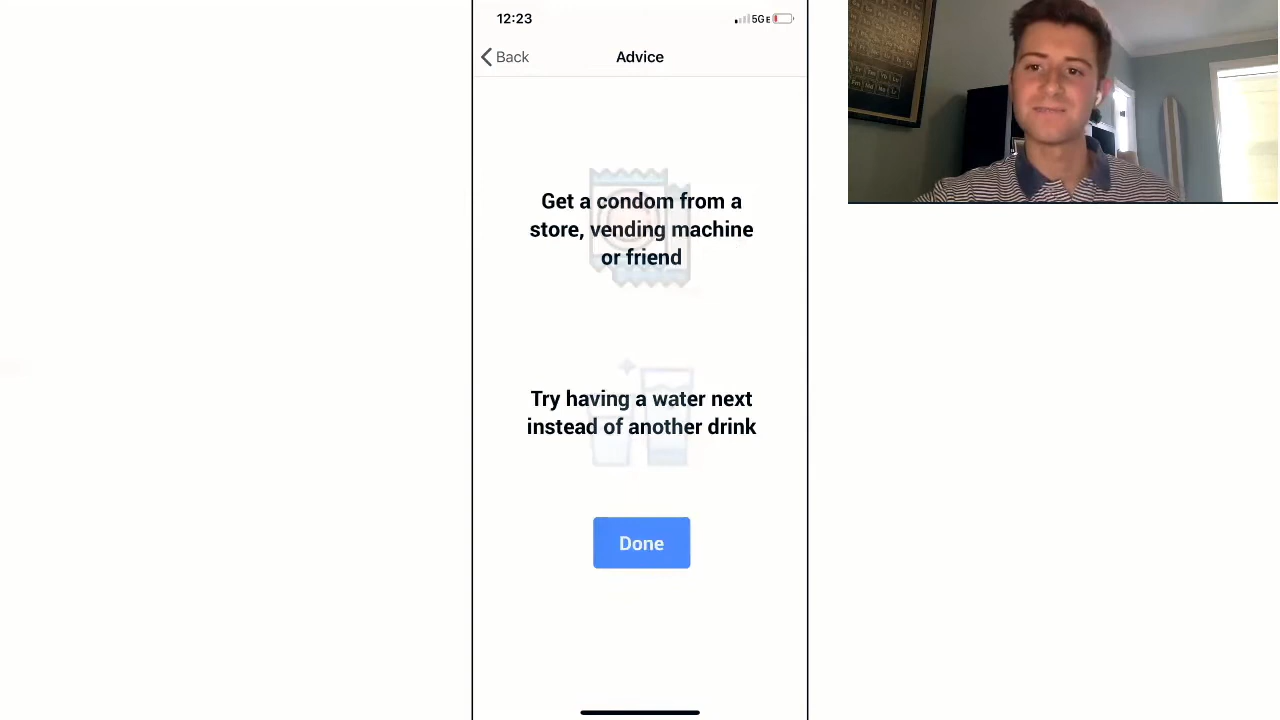 12:23
5GE
Back
Advice
Get a condom from a
store, vending machine
or friend
Try having a water next
instead of another drink
Done